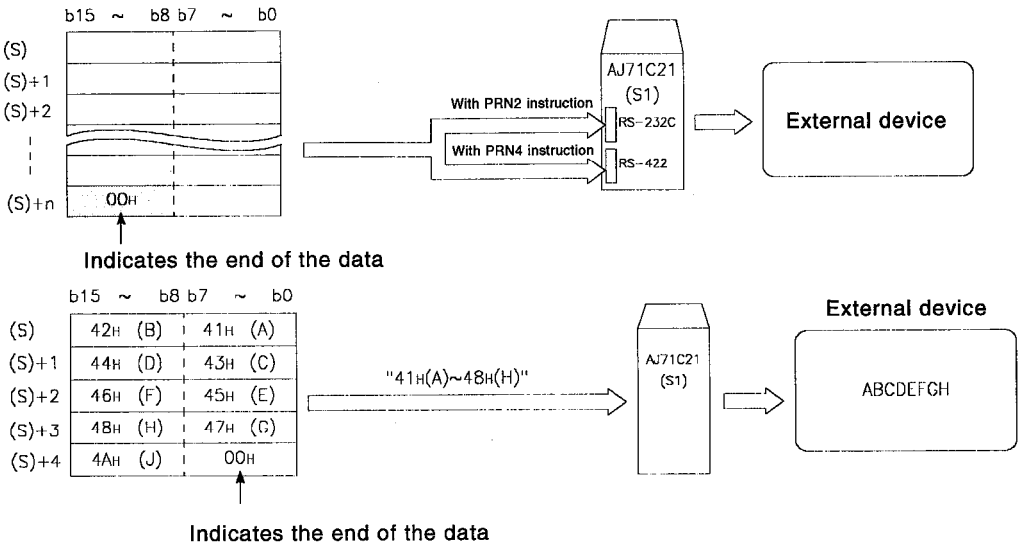 b15 ~ b8 b7 ~ b0
(S)
(S)+1
(S)+2
(S)+n 00H
Indicates the end of the data
With PRN2 instruction
With PRN4 instruction
AJ71C21
(S1)
RS-232C
RS-422
External device
b15 ~ b8 b7 ~ b0
(S) 42H (B) 41H (A)
(S)+1 44H (D) 43H (C)
(S)+2 46H (F) 45H (E)
(S)+3 48H (H) 47H (G)
(S)+4 4AH (J) 00H
Indicates the end of the data
"41H(A)~48H(H)"
AJ71C21
(S1)
External device
ABCDEFGH